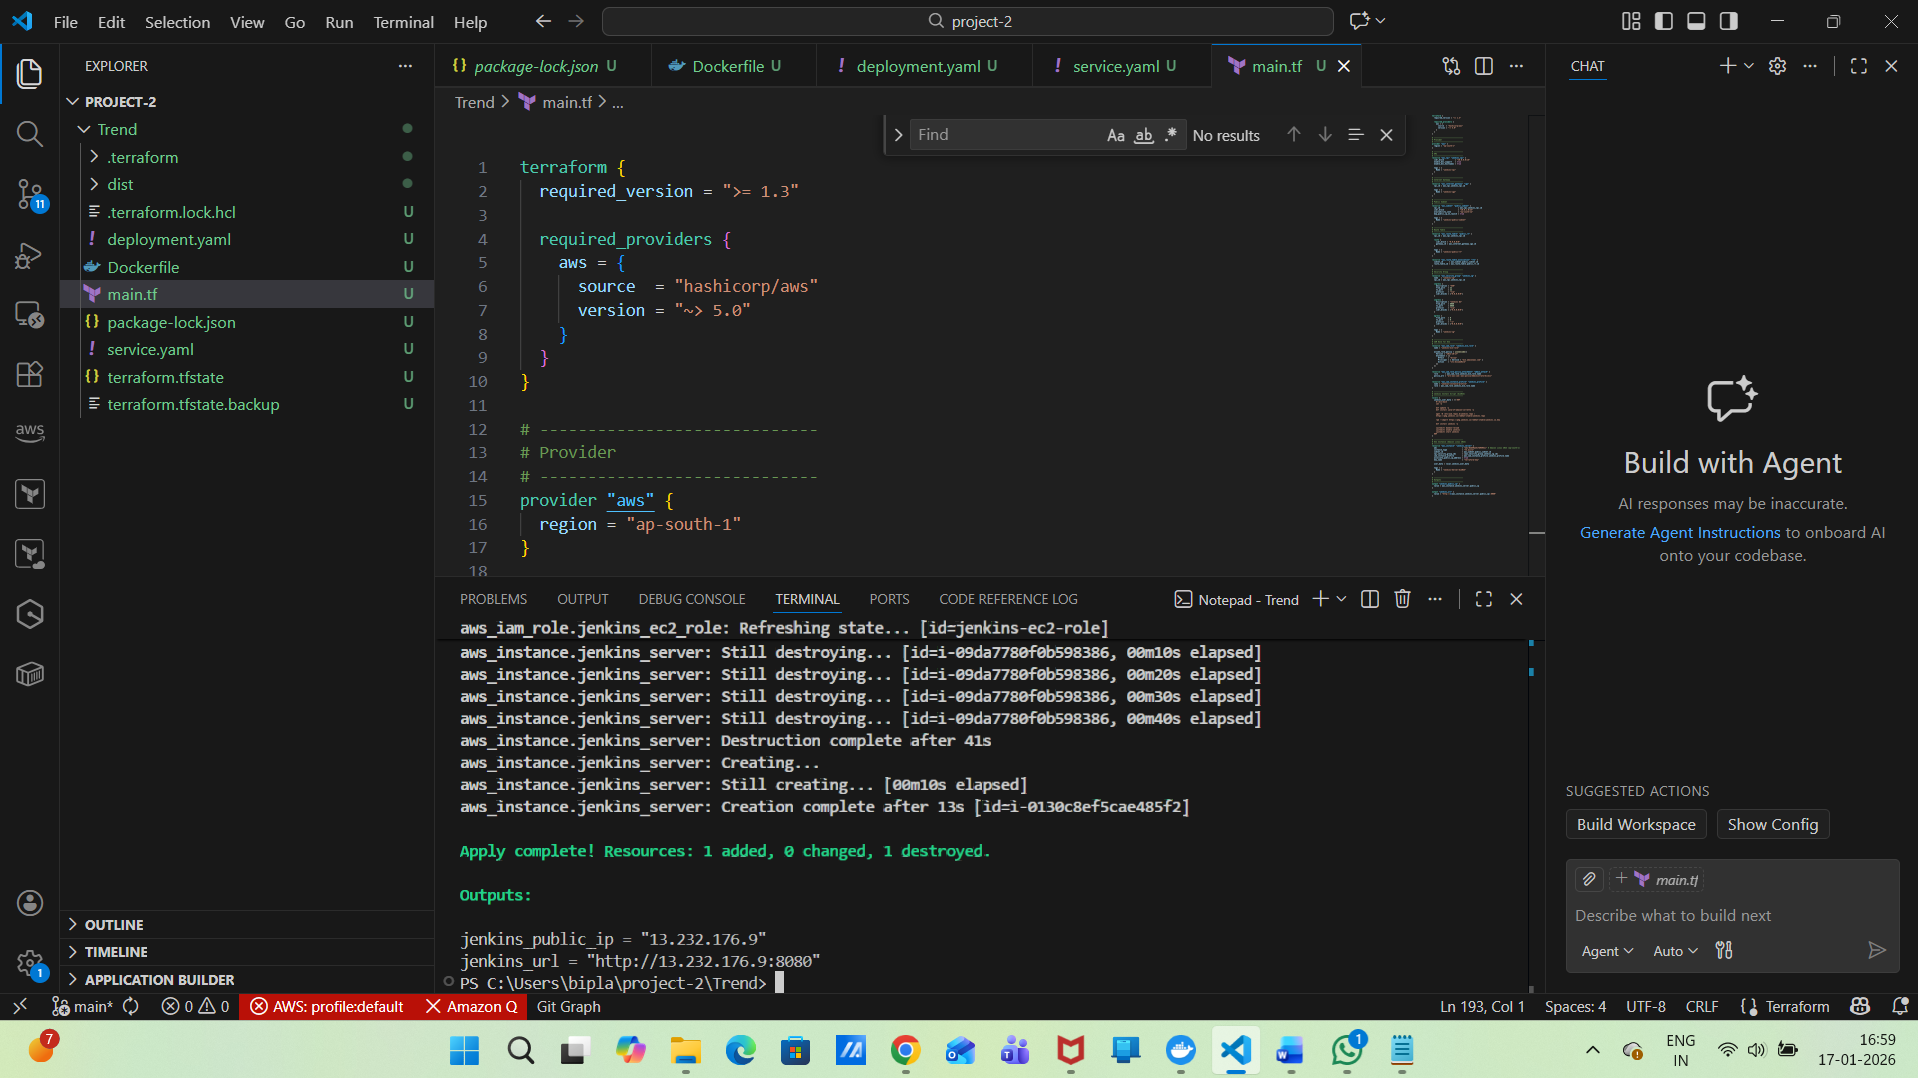 File Edit Selection View Go Run Terminal Help
project-2
EXPLORER
PROJECT-2
Trend
.terraform
dist
.terraform.lock.hcl U
deployment.yaml U
Dockerfile U
main.tf U
package-lock.json U
service.yaml U
terraform.tfstate U
terraform.tfstate.backup U
OUTLINE
TIMELINE
APPLICATION BUILDER
11
aws
1
package-lock.json U Dockerfile U deployment.yaml U service.yaml U main.tf U
Trend > main.tf > ...
Find Aa ab .* No results
1 terraform {
2 required_version = ">= 1.3"
3
4 required_providers {
5 aws = {
6 source  = "hashicorp/aws"
7 version = "~> 5.0"
8 }
9 }
10 }
11
12 # -----------------------------
13 # Provider
14 # -----------------------------
15 provider "aws" {
16 region = "ap-south-1"
17 }
18
PROBLEMS OUTPUT DEBUG CONSOLE TERMINAL PORTS CODE REFERENCE LOG
Notepad - Trend
aws_iam_role.jenkins_ec2_role: Refreshing state... [id=jenkins-ec2-role]
aws_instance.jenkins_server: Still destroying... [id=i-09da7780f0b598386, 00m10s elapsed]
aws_instance.jenkins_server: Still destroying... [id=i-09da7780f0b598386, 00m20s elapsed]
aws_instance.jenkins_server: Still destroying... [id=i-09da7780f0b598386, 00m30s elapsed]
aws_instance.jenkins_server: Still destroying... [id=i-09da7780f0b598386, 00m40s elapsed]
aws_instance.jenkins_server: Destruction complete after 41s
aws_instance.jenkins_server: Creating...
aws_instance.jenkins_server: Still creating... [00m10s elapsed]
aws_instance.jenkins_server: Creation complete after 13s [id=i-0130c8ef5cae485f2]
Apply complete! Resources: 1 added, 0 changed, 1 destroyed.
Outputs:
jenkins_public_ip = "13.232.176.9"
jenkins_url = "http://13.232.176.9:8080"
PS C:\Users\bipla\project-2\Trend>
CHAT
Build with Agent
AI responses may be inaccurate.
Generate Agent Instructions to onboard AI
onto your codebase.
SUGGESTED ACTIONS
Build Workspace Show Config
main.tf
Describe what to build next
Agent Auto
main* 0 0 AWS: profile:default Amazon Q Git Graph
Ln 193, Col 1 Spaces: 4 UTF-8 CRLF Terraform
7
1
ENG
IN
16:59
17-01-2026